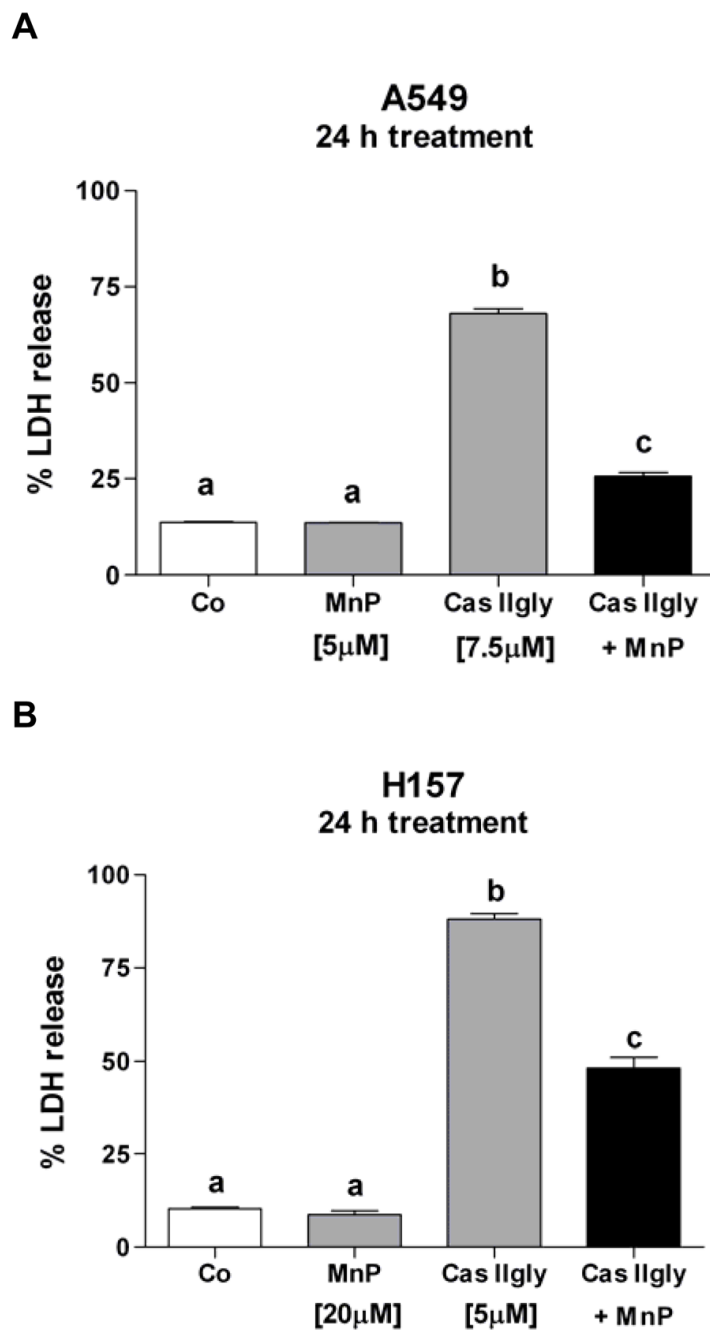 A
A549
24 h treatment
% LDH release
100
75
50
25
0
a
a
b
c
Co
MnP
Cas IIgly
Cas IIgly
[5μM]
[7.5μM]
+ MnP
B
H157
24 h treatment
% LDH release
100
75
50
25
0
a
a
b
c
Co
MnP
Cas IIgly
Cas IIgly
[20μM]
[5μM]
+ MnP